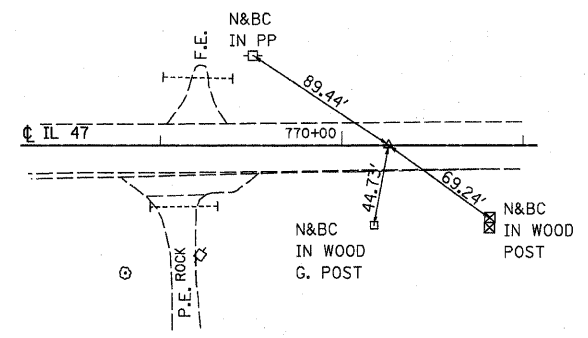 N&BC
IN PP
F.E.
89.44'
℄ IL 47
770+00
44.73'
69.24'
N&BC
IN WOOD
G. POST
N&BC
IN WOOD
POST
P.E. ROCK